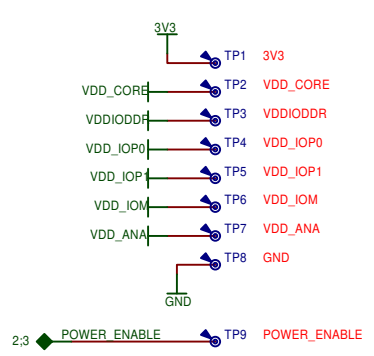 3V3
TP1 3V3
VDD_CORE TP2 VDD_CORE
VDDIODDR TP3 VDDIODDR
VDD_IOP0 TP4 VDD_IOP0
VDD_IOP1 TP5 VDD_IOP1
VDD_IOM TP6 VDD_IOM
VDD_ANA TP7 VDD_ANA
TP8 GND
GND
2;3 POWER_ENABLE TP9 POWER_ENABLE